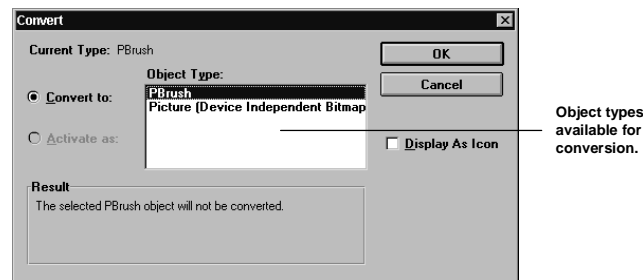 Convert
Current Type: PBrush
OK
Cancel
Object Type:
Convert to:
PBrush
Picture (Device Independent Bitmap
Activate as:
Display As Icon
Object types
available for
conversion.
Result
The selected PBrush object will not be converted.